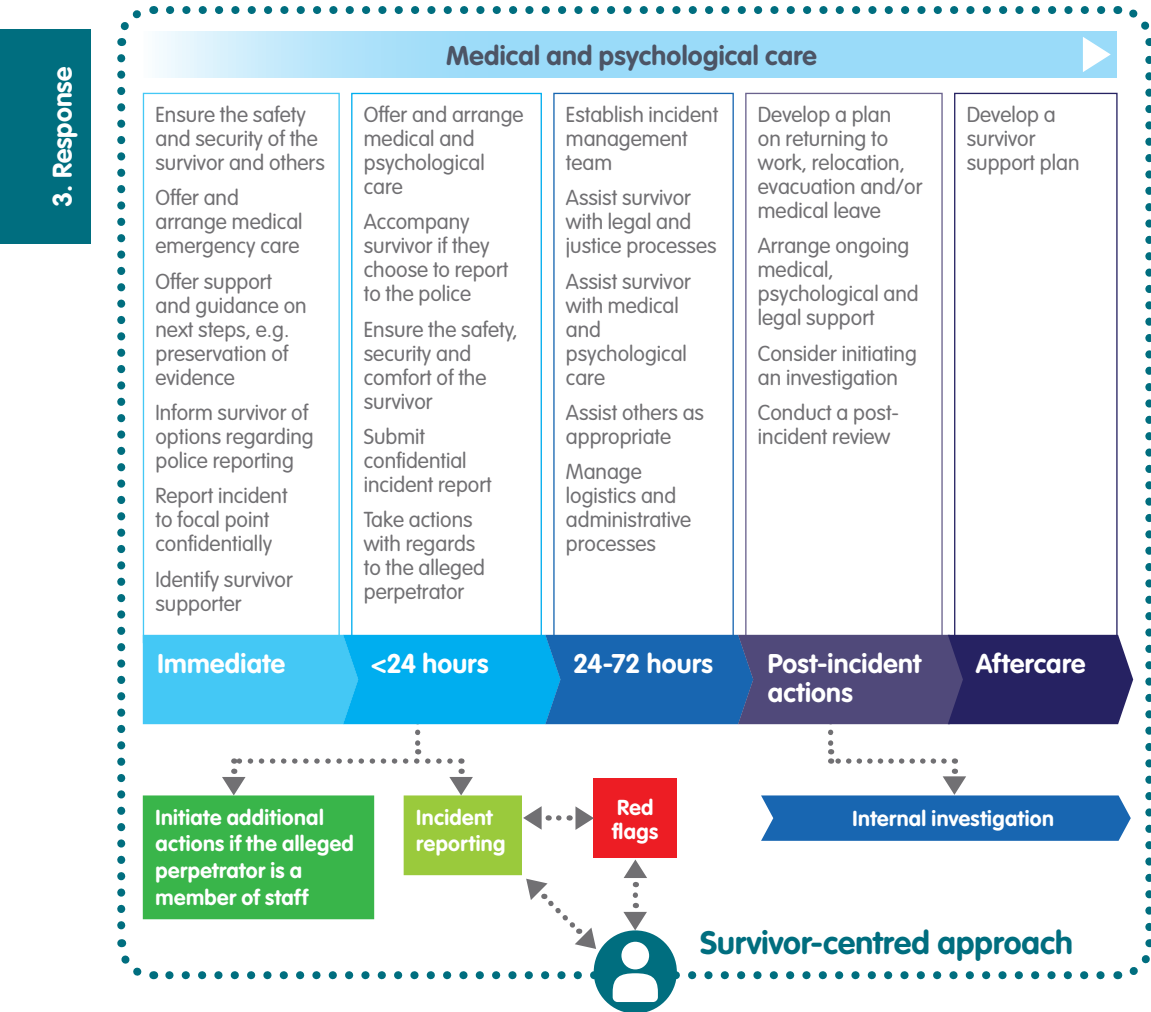 3. Response
Medical and psychological care
Ensure the safety
and security of the
survivor and others
Offer and
arrange medical
emergency care
Offer support
and guidance on
next steps, e.g.
preservation of
evidence
Inform survivor of
options regarding
police reporting
Report incident
to focal point
confidentially
Identify survivor
supporter
Offer and arrange
medical and
psychological
care
Accompany
survivor if they
choose to report
to the police
Ensure the safety,
security and
comfort of the
survivor
Submit
confidential
incident report
Take actions
with regards
to the alleged
perpetrator
Establish incident
management
team
Assist survivor
with legal and
justice processes
Assist survivor
with medical
and
psychological
care
Assist others as
appropriate
Manage
logistics and
administrative
processes
Develop a plan
on returning to
work, relocation,
evacuation and/or
medical leave
Arrange ongoing
medical,
psychological and
legal support
Consider initiating
an investigation
Conduct a post-
incident review
Develop a
survivor
support plan
Immediate
<24 hours
24-72 hours
Post-incident
actions
Aftercare
Initiate additional
actions if the alleged
perpetrator is a
member of staff
Incident
reporting
Red
flags
Internal investigation
Survivor-centred approach